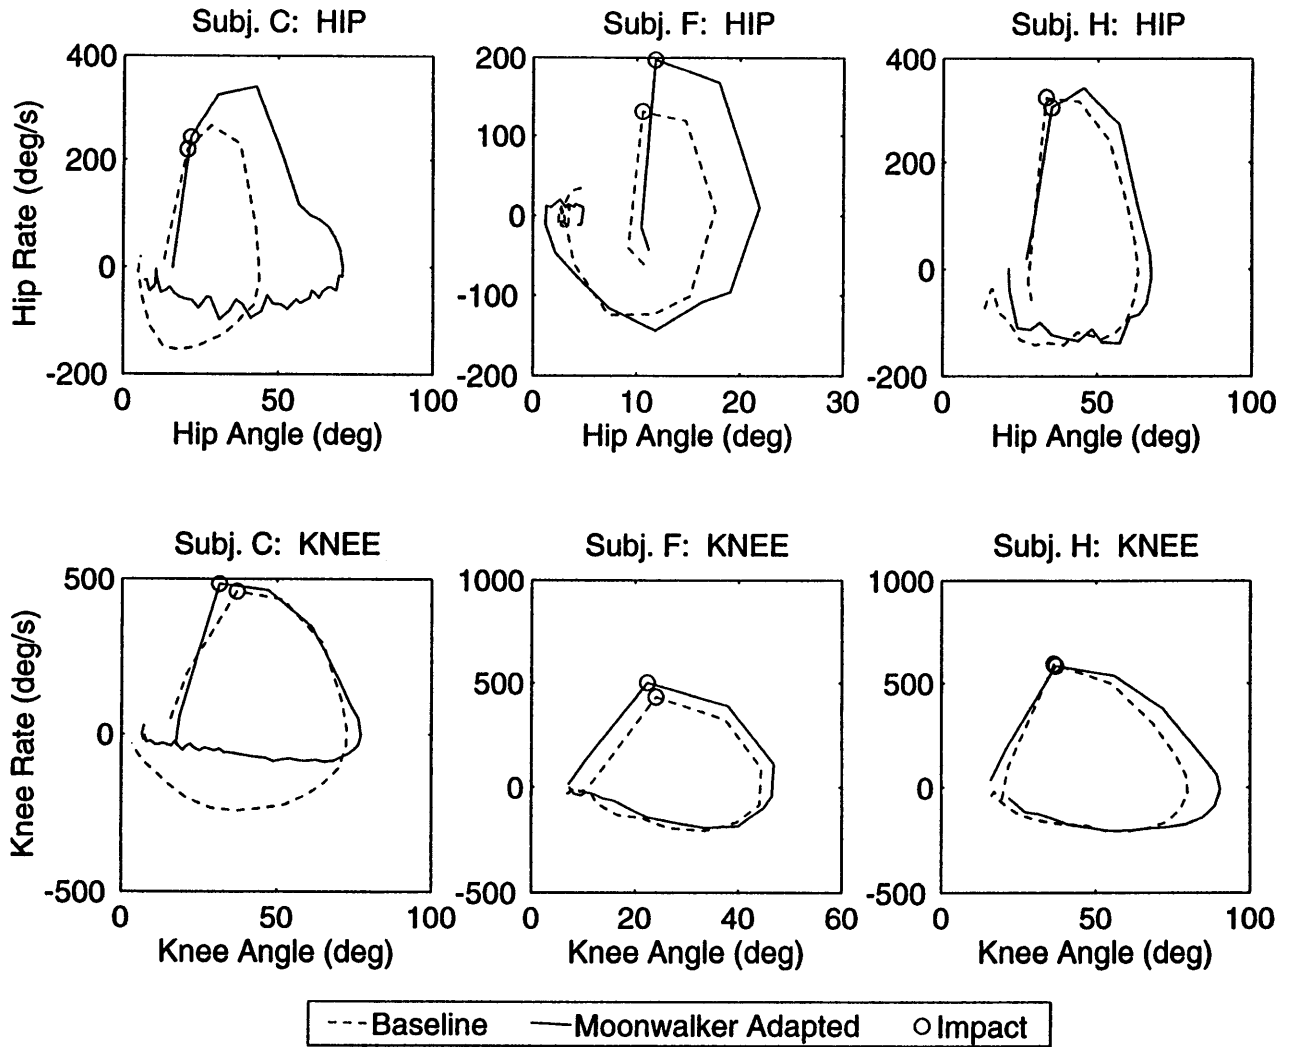 Subj. C: HIP
Subj. F: HIP
Subj. H: HIP
400
200
0
-200
Hip Rate (deg/s)
0 50 100
Hip Angle (deg)
200
100
0
-100
-200
0 10 20 30
Hip Angle (deg)
400
200
0
-200
0 50 100
Hip Angle (deg)
Subj. C: KNEE
Subj. F: KNEE
Subj. H: KNEE
500
0
-500
Knee Rate (deg/s)
0 50 100
Knee Angle (deg)
1000
500
0
-500
0 20 40 60
Knee Angle (deg)
1000
500
0
-500
0 50 100
Knee Angle (deg)
Baseline Moonwalker Adapted Impact